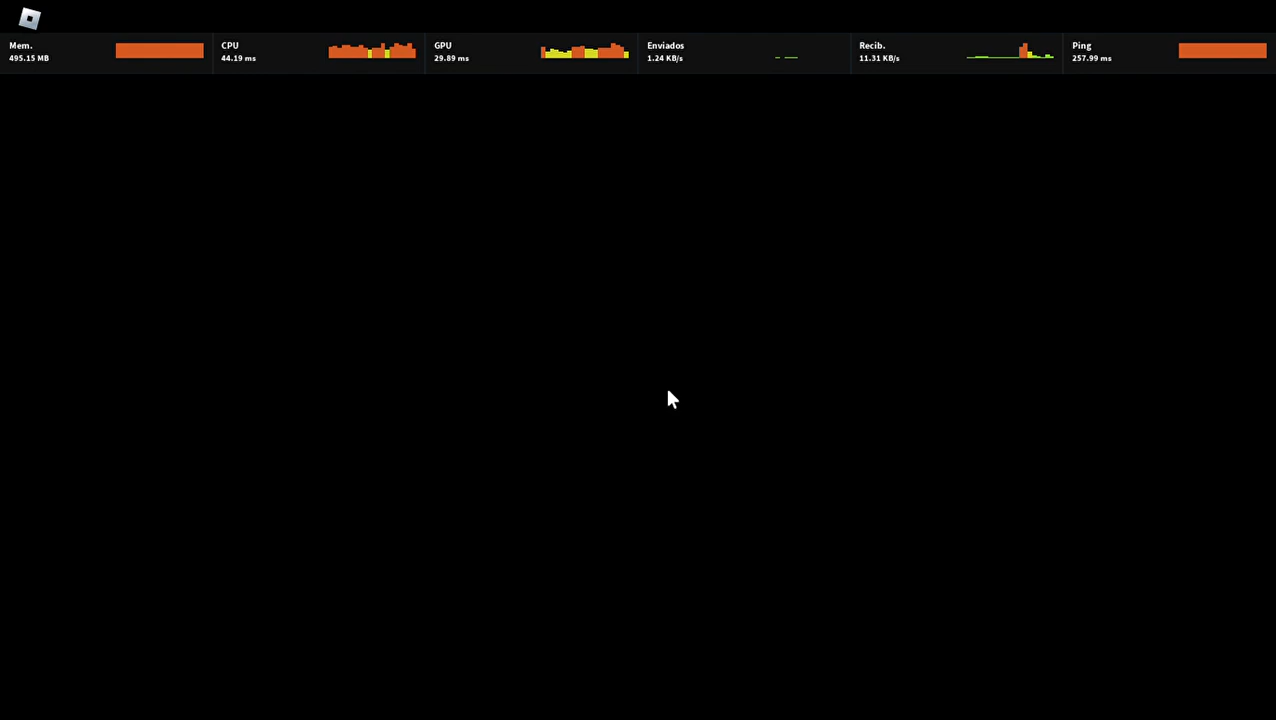 Mem.
495.15 MB
CPU
44.19 ms
GPU
29.89 ms
Enviados
1.24 KB/s
Recib.
11.31 KB/s
Ping
257.99 ms